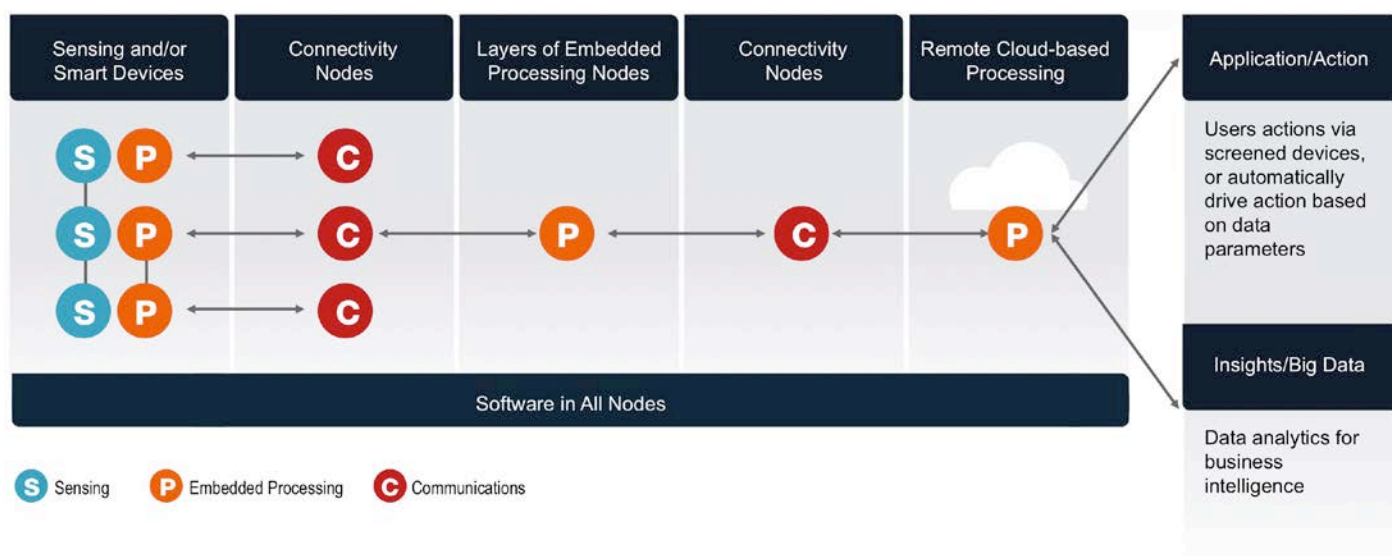 Sensing and/or
Smart Devices
Connectivity
Nodes
Layers of Embedded
Processing Nodes
Connectivity
Nodes
Remote Cloud-based
Processing
Application/Action
S P C
S P C P C P
S P C
Users actions via
screened devices,
or automatically
drive action based
on data
parameters
Insights/Big Data
Data analytics for
business
intelligence
Software in All Nodes
S Sensing
P Embedded Processing
C Communications